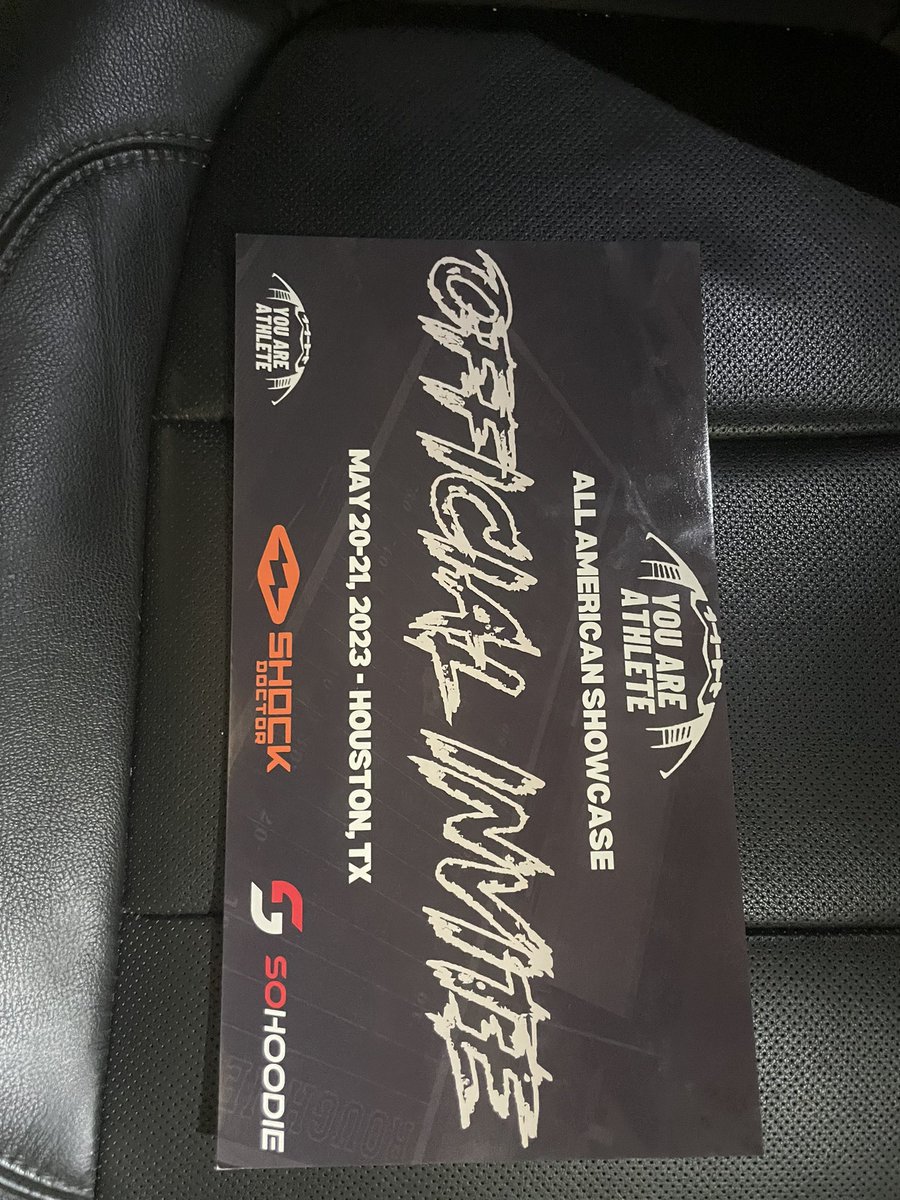 YOU ARE
ATHLETE
ALL AMERICAN SHOWCASE
OFFICIAL INVITEE
MAY 20-21, 2023 - HOUSTON, TX
YOU ARE
ATHLETE
SHOCK
DOCTOR
SOHOODIE